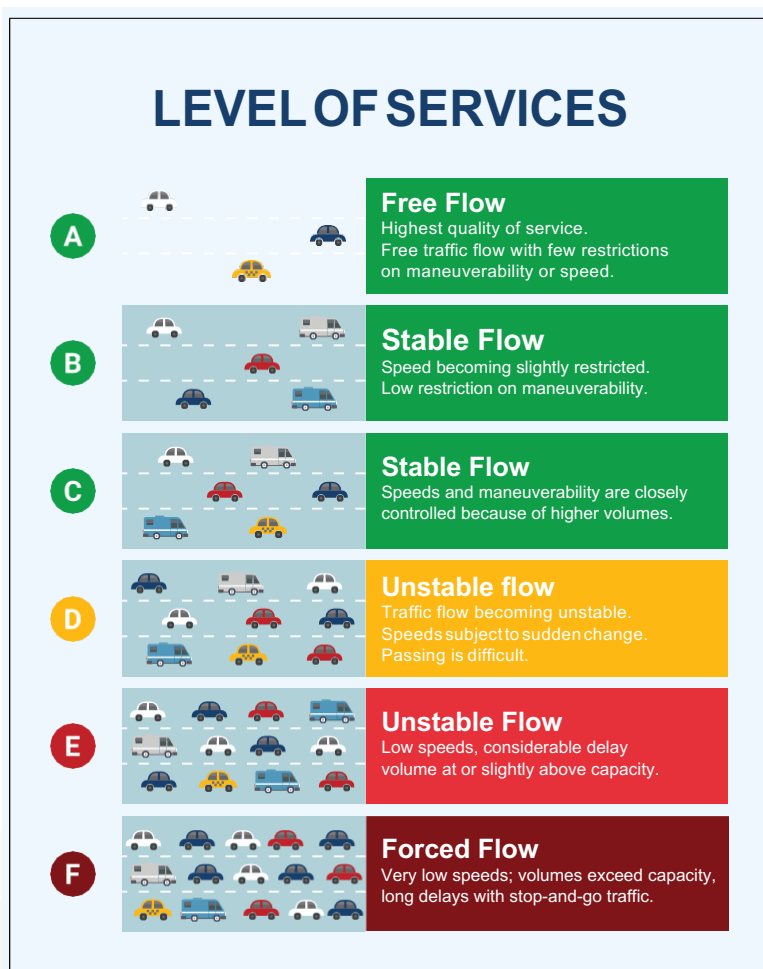 LEVEL OF SERVICES
A
Free Flow
Highest quality of service.
Free traffic flow with few restrictions
on maneuverability or speed.
B
Stable Flow
Speed becoming slightly restricted.
Low restriction on maneuverability.
C
Stable Flow
Speeds and maneuverability are closely
controlled because of higher volumes.
D
Unstable flow
Traffic flow becoming unstable.
Speeds subject to sudden change.
Passing is difficult.
E
Unstable Flow
Low speeds, considerable delay
volume at or slightly above capacity.
F
Forced Flow
Very low speeds; volumes exceed capacity,
long delays with stop-and-go traffic.